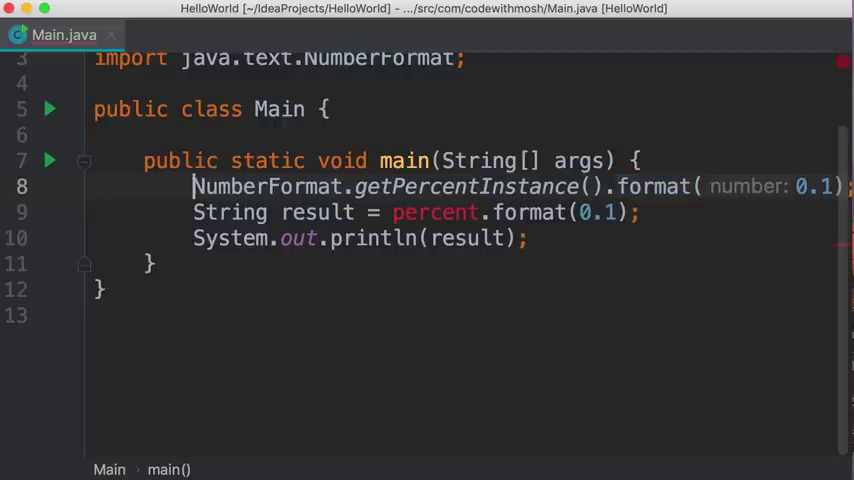 HelloWorld [~/IdeaProjects/HelloWorld] - .../src/com/codewithmosh/Main.java [HelloWorld]
Main.java
3 import java.text.NumberFormat;
4
5 public class Main {
6
7 public static void main(String[] args) {
8 NumberFormat.getPercentInstance().format( number: 0.1);
9 String result = percent.format(0.1);
10 System.out.println(result);
11 }
12 }
13
Main › main()